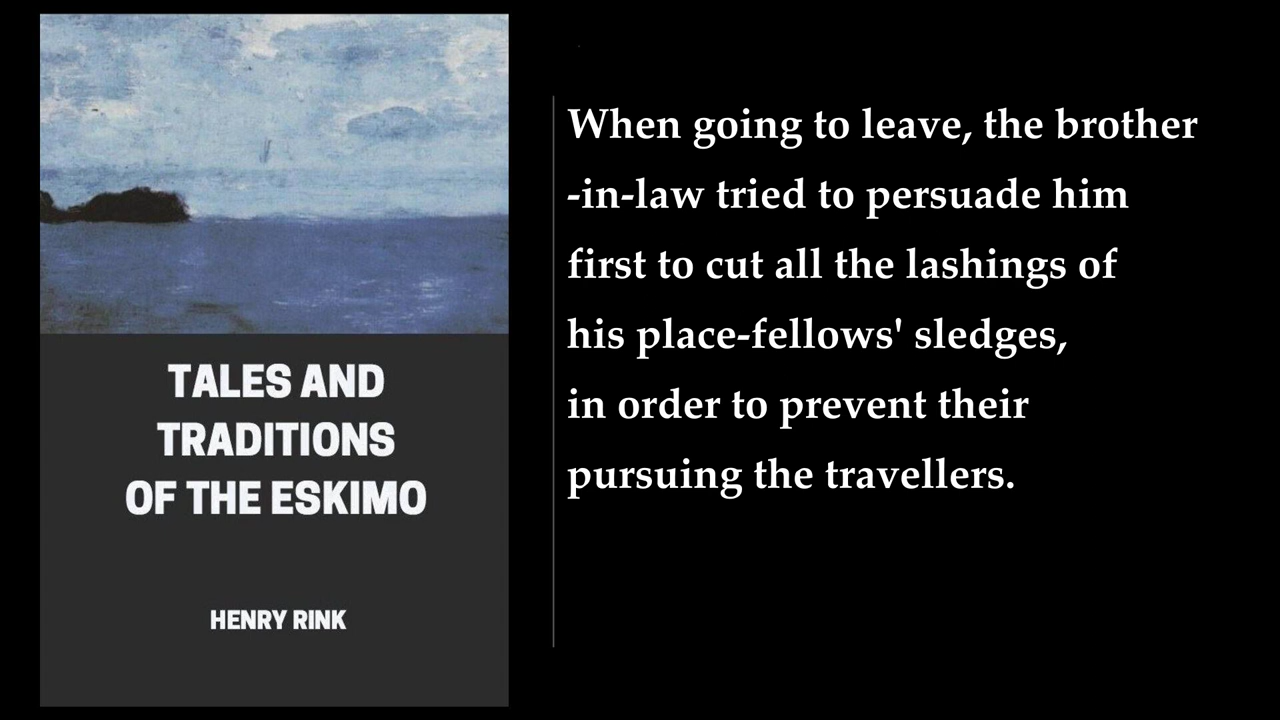 TALES AND
TRADITIONS
OF THE ESKIMO
HENRY RINK
When going to leave, the brother
-in-law tried to persuade him
first to cut all the lashings of
his place-fellows' sledges,
in order to prevent their
pursuing the travellers.